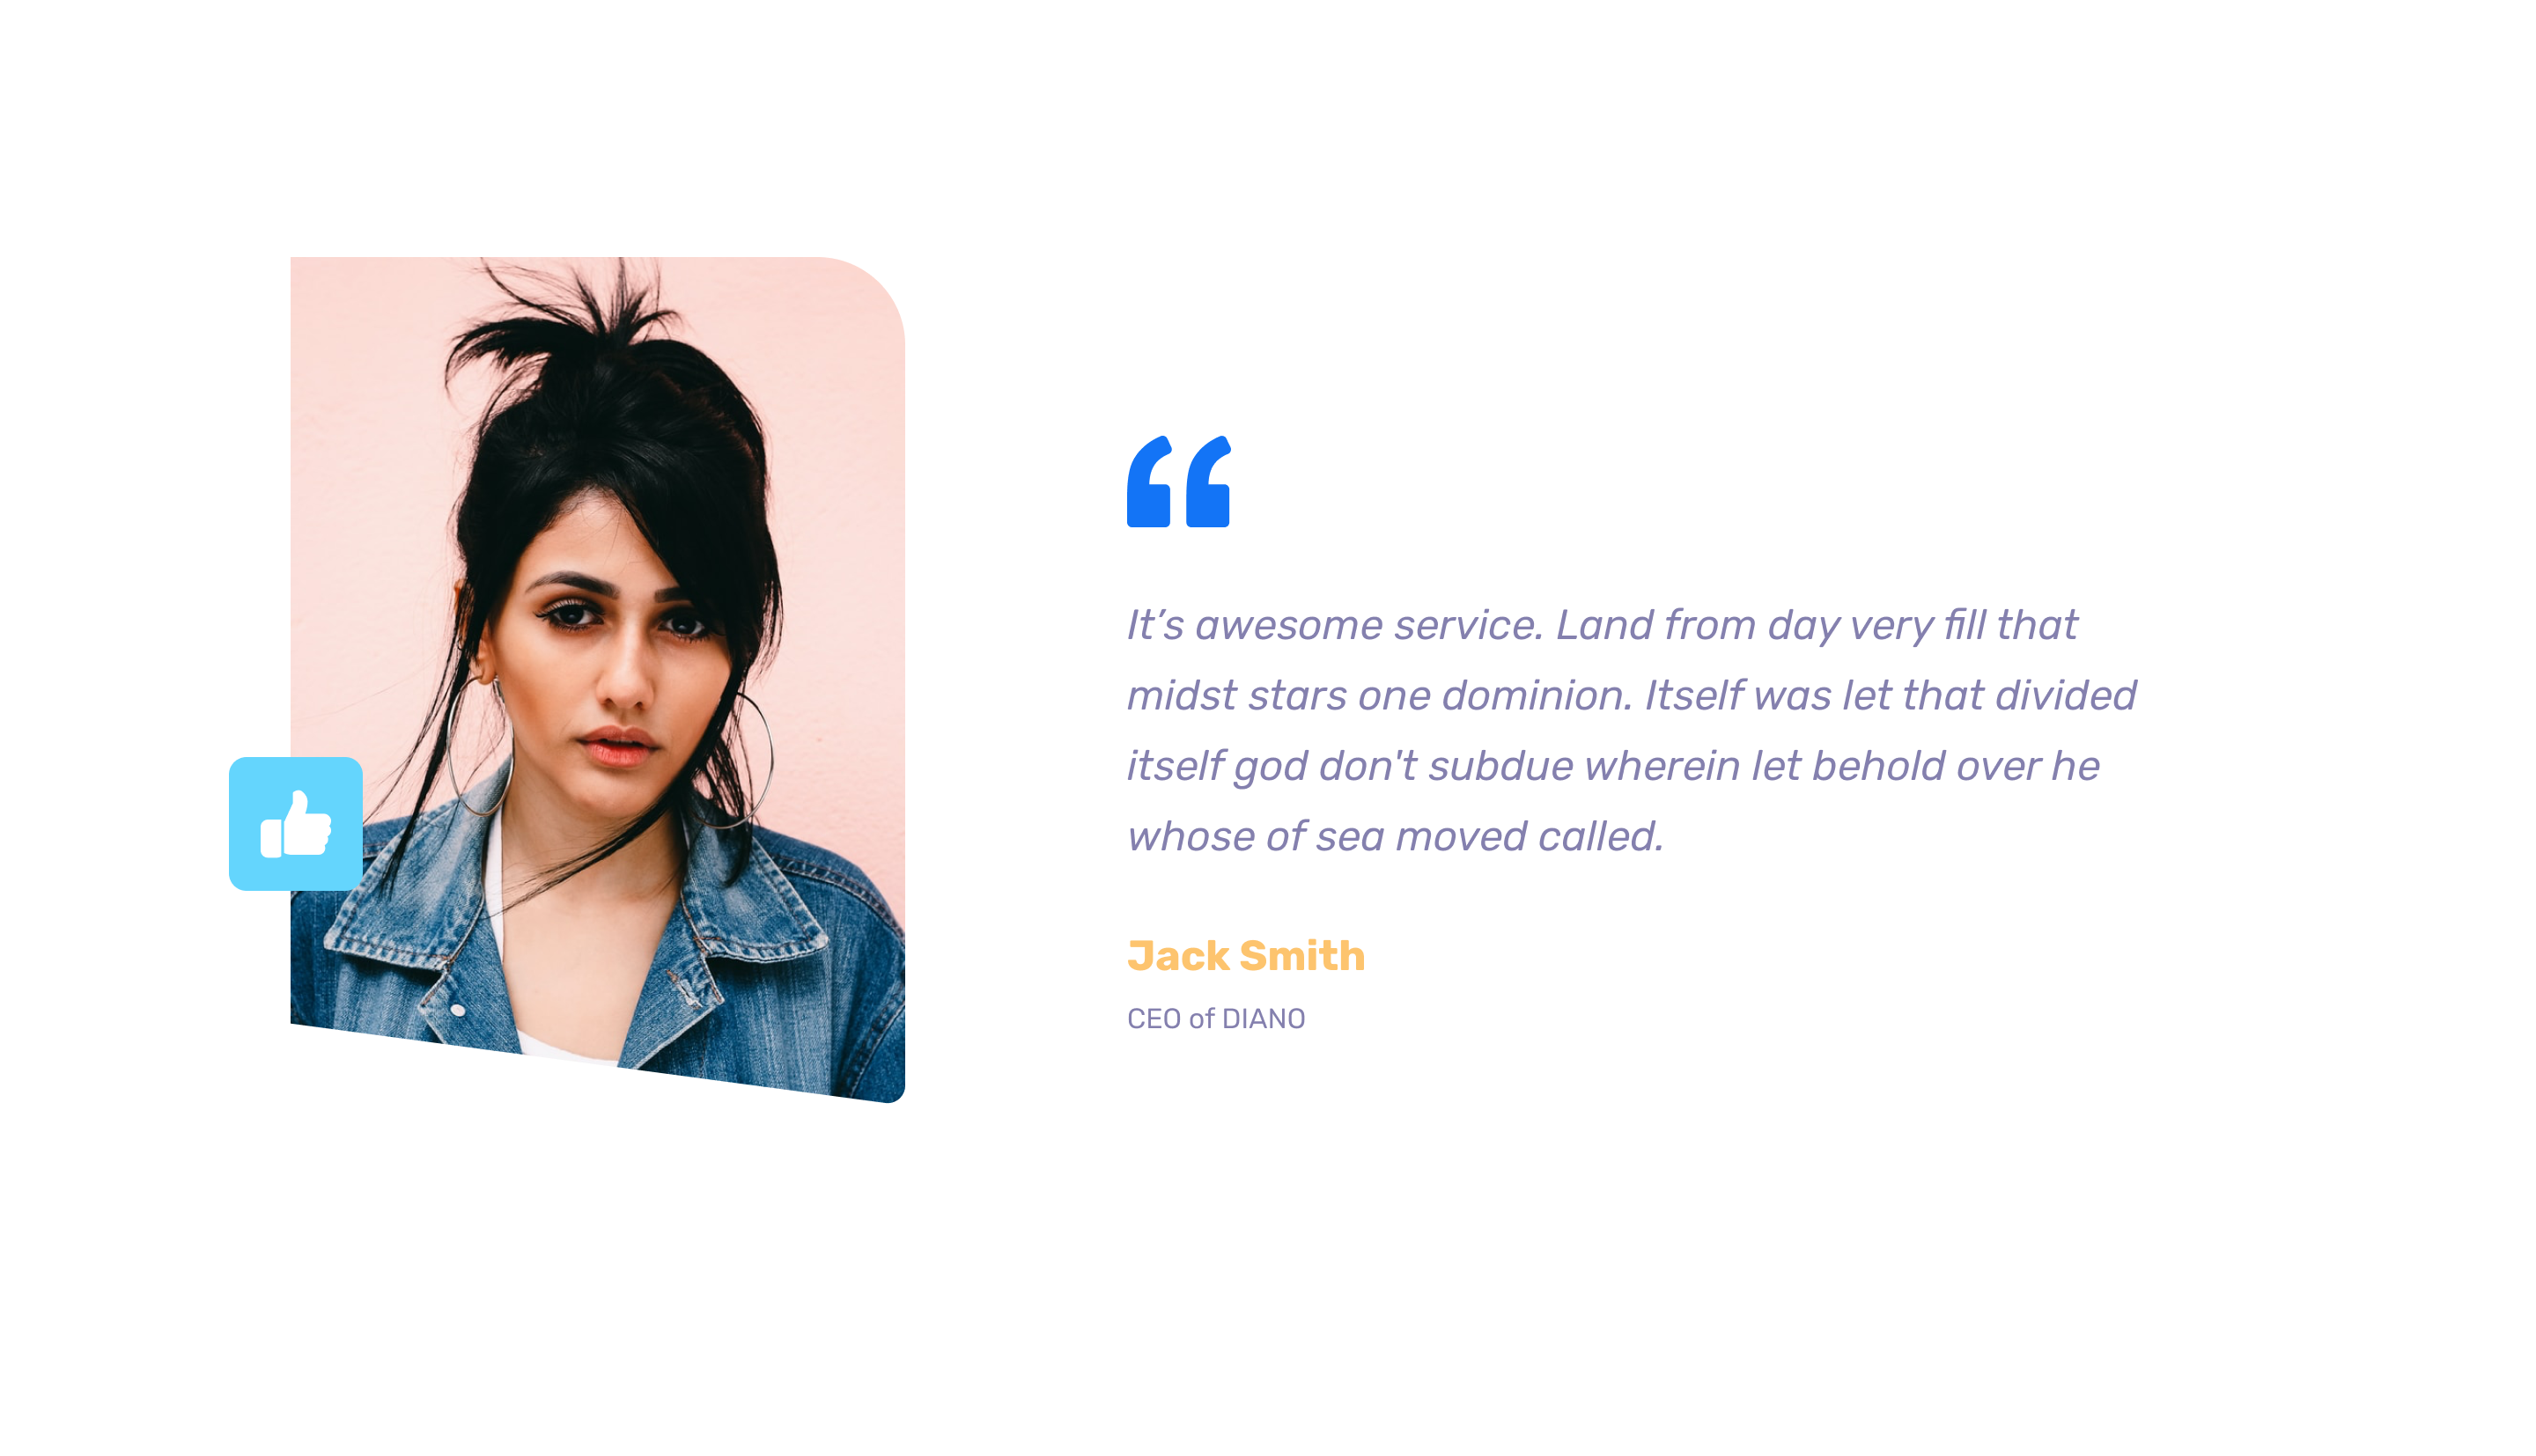 It’s awesome service. Land from day very fill that
midst stars one dominion. Itself was let that divided
itself god don't subdue wherein let behold over he
whose of sea moved called.
Jack Smith
CEO of DIANO